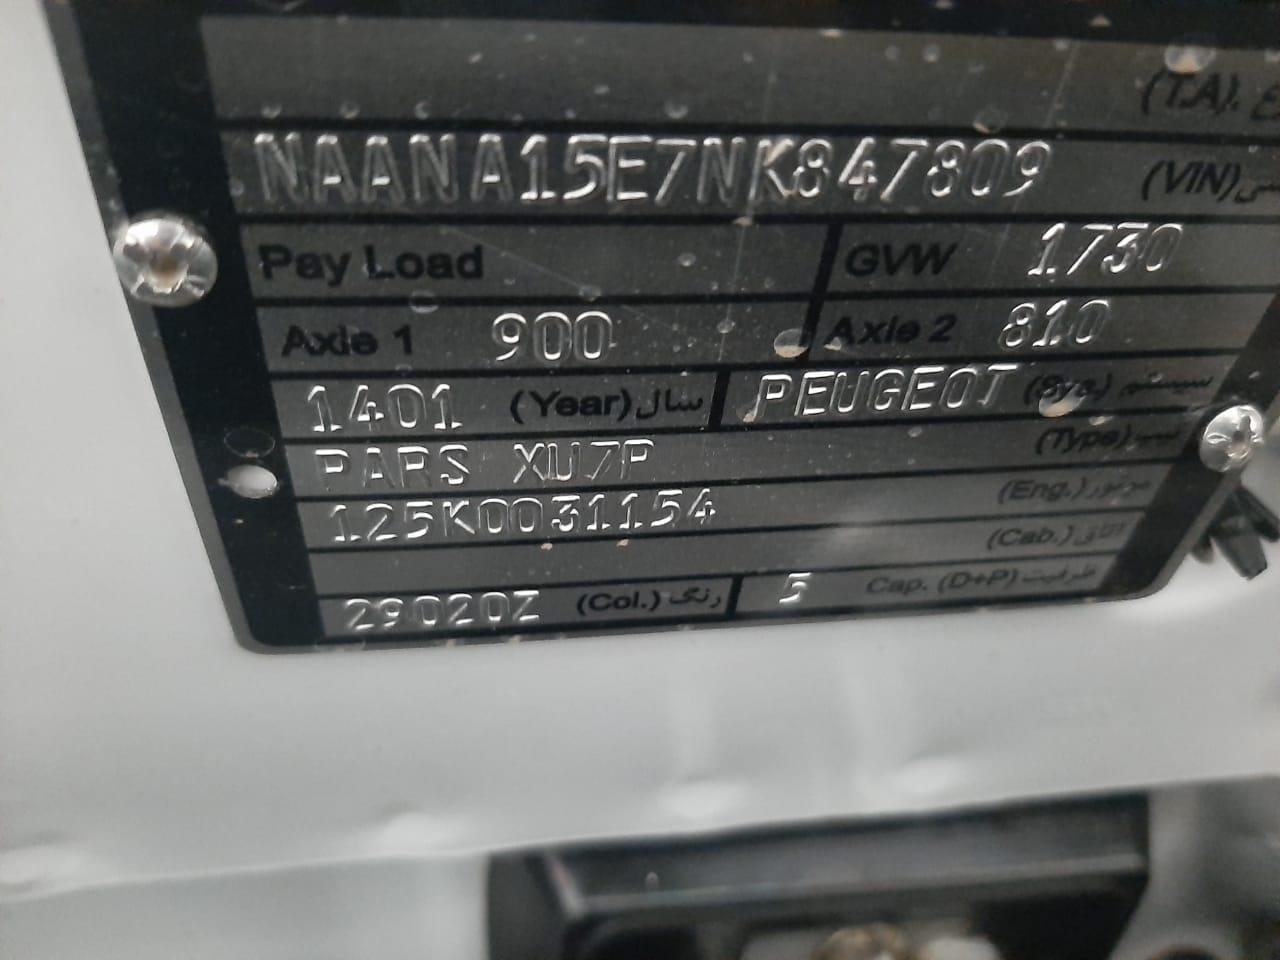 (T.A).
NAANA15E7NK847809 (VIN)
Pay Load GVW 1730
Axle 1 900 Axle 2 810
1401 (Year) سال PEUGEOT (Sys.) سیستم
PARS XU7P (Type) تیپ
125K0031154 (Eng.) موتور
(Cab.) اتاق
29020Z (Col.) رنگ 5 Cap. (D+P) ظرفیت